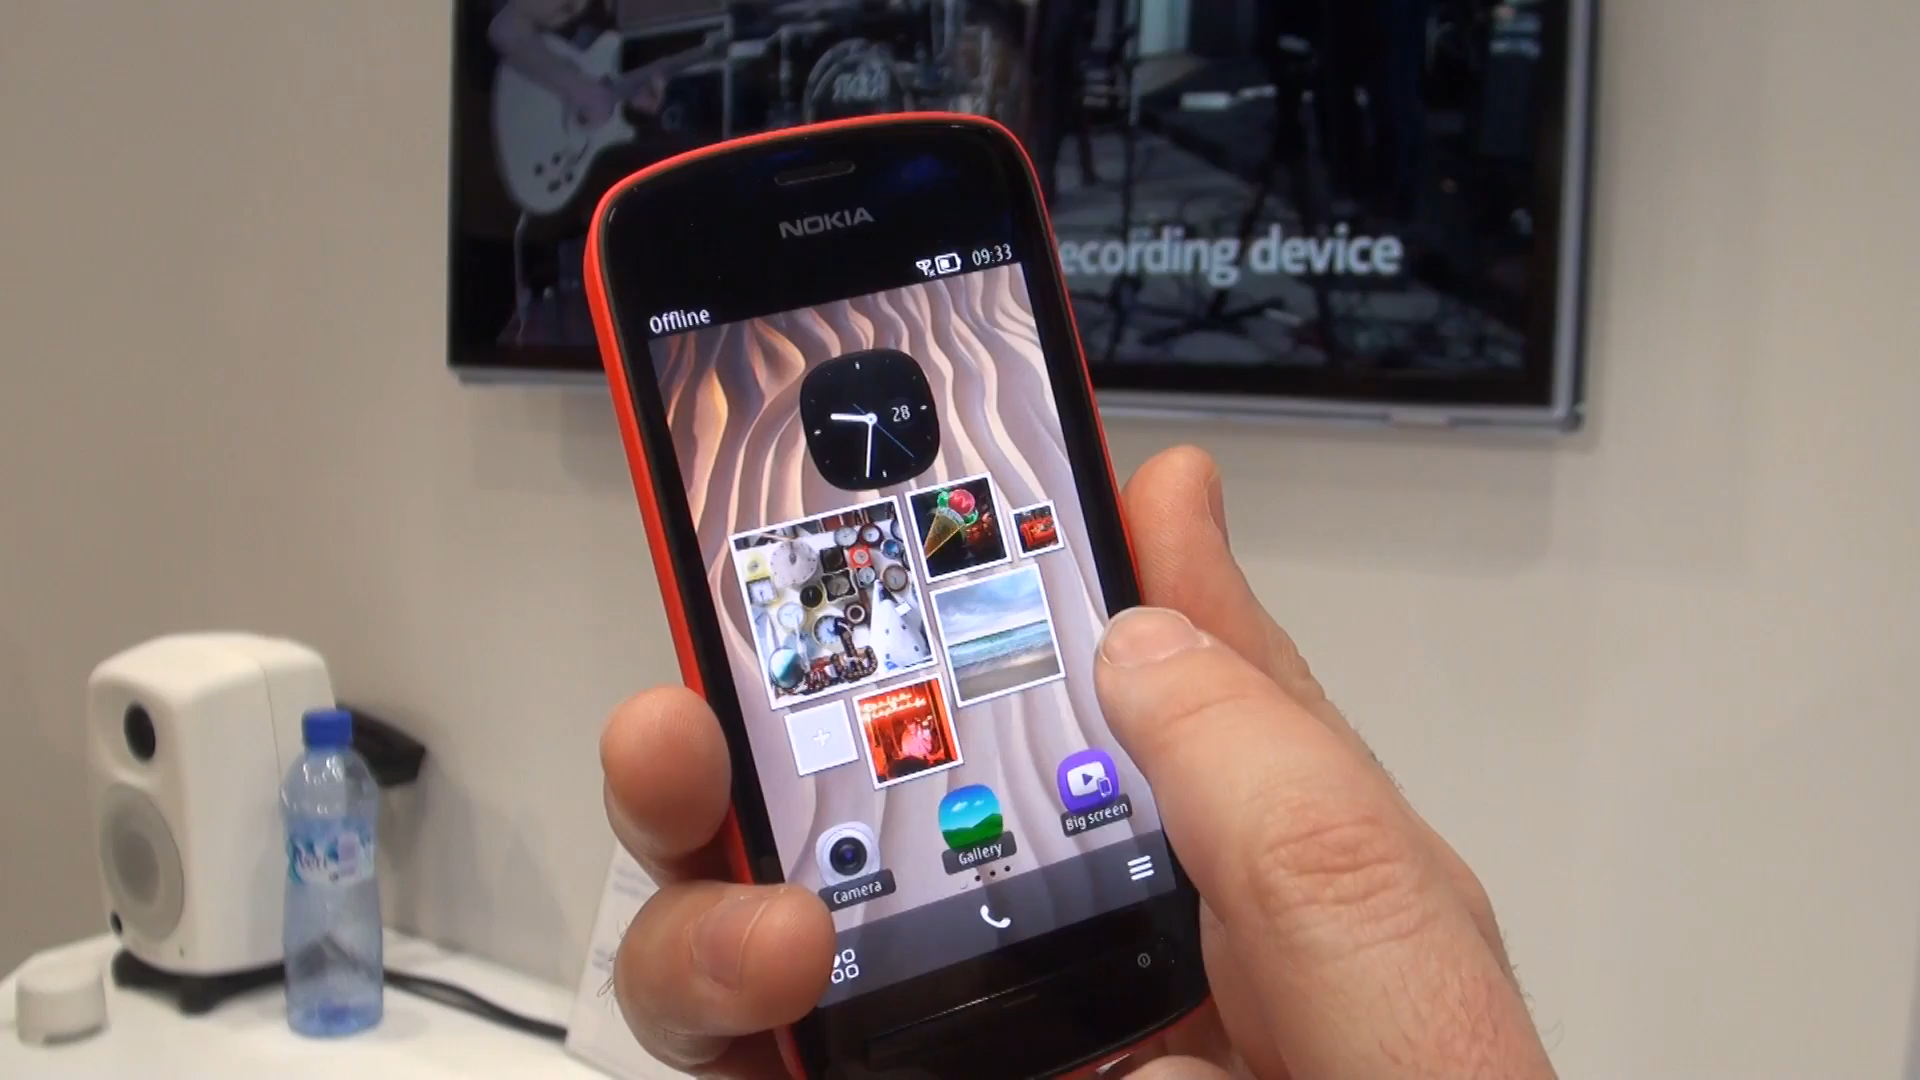 ecording device
NOKIA
09:33
Offline
28
Big screen
Gallery
Camera